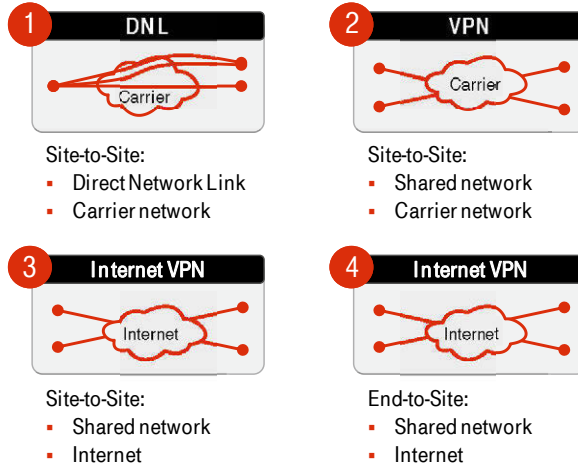 1
DNL
Carrier
Site-to-Site:
▪ Direct Network Link
▪ Carrier network
2
VPN
Carrier
Site-to-Site:
▪ Shared network
▪ Carrier network
3
Internet VPN
Internet
Site-to-Site:
▪ Shared network
▪ Internet
4
Internet VPN
Internet
End-to-Site:
▪ Shared network
▪ Internet